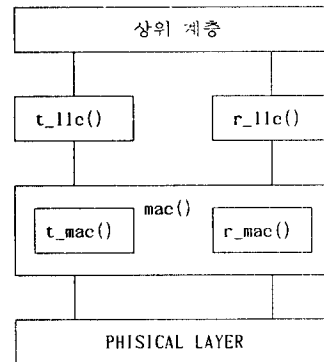 상위 계층
t_llc()
r_llc()
mac()
t_mac()
r_mac()
PHISICAL LAYER